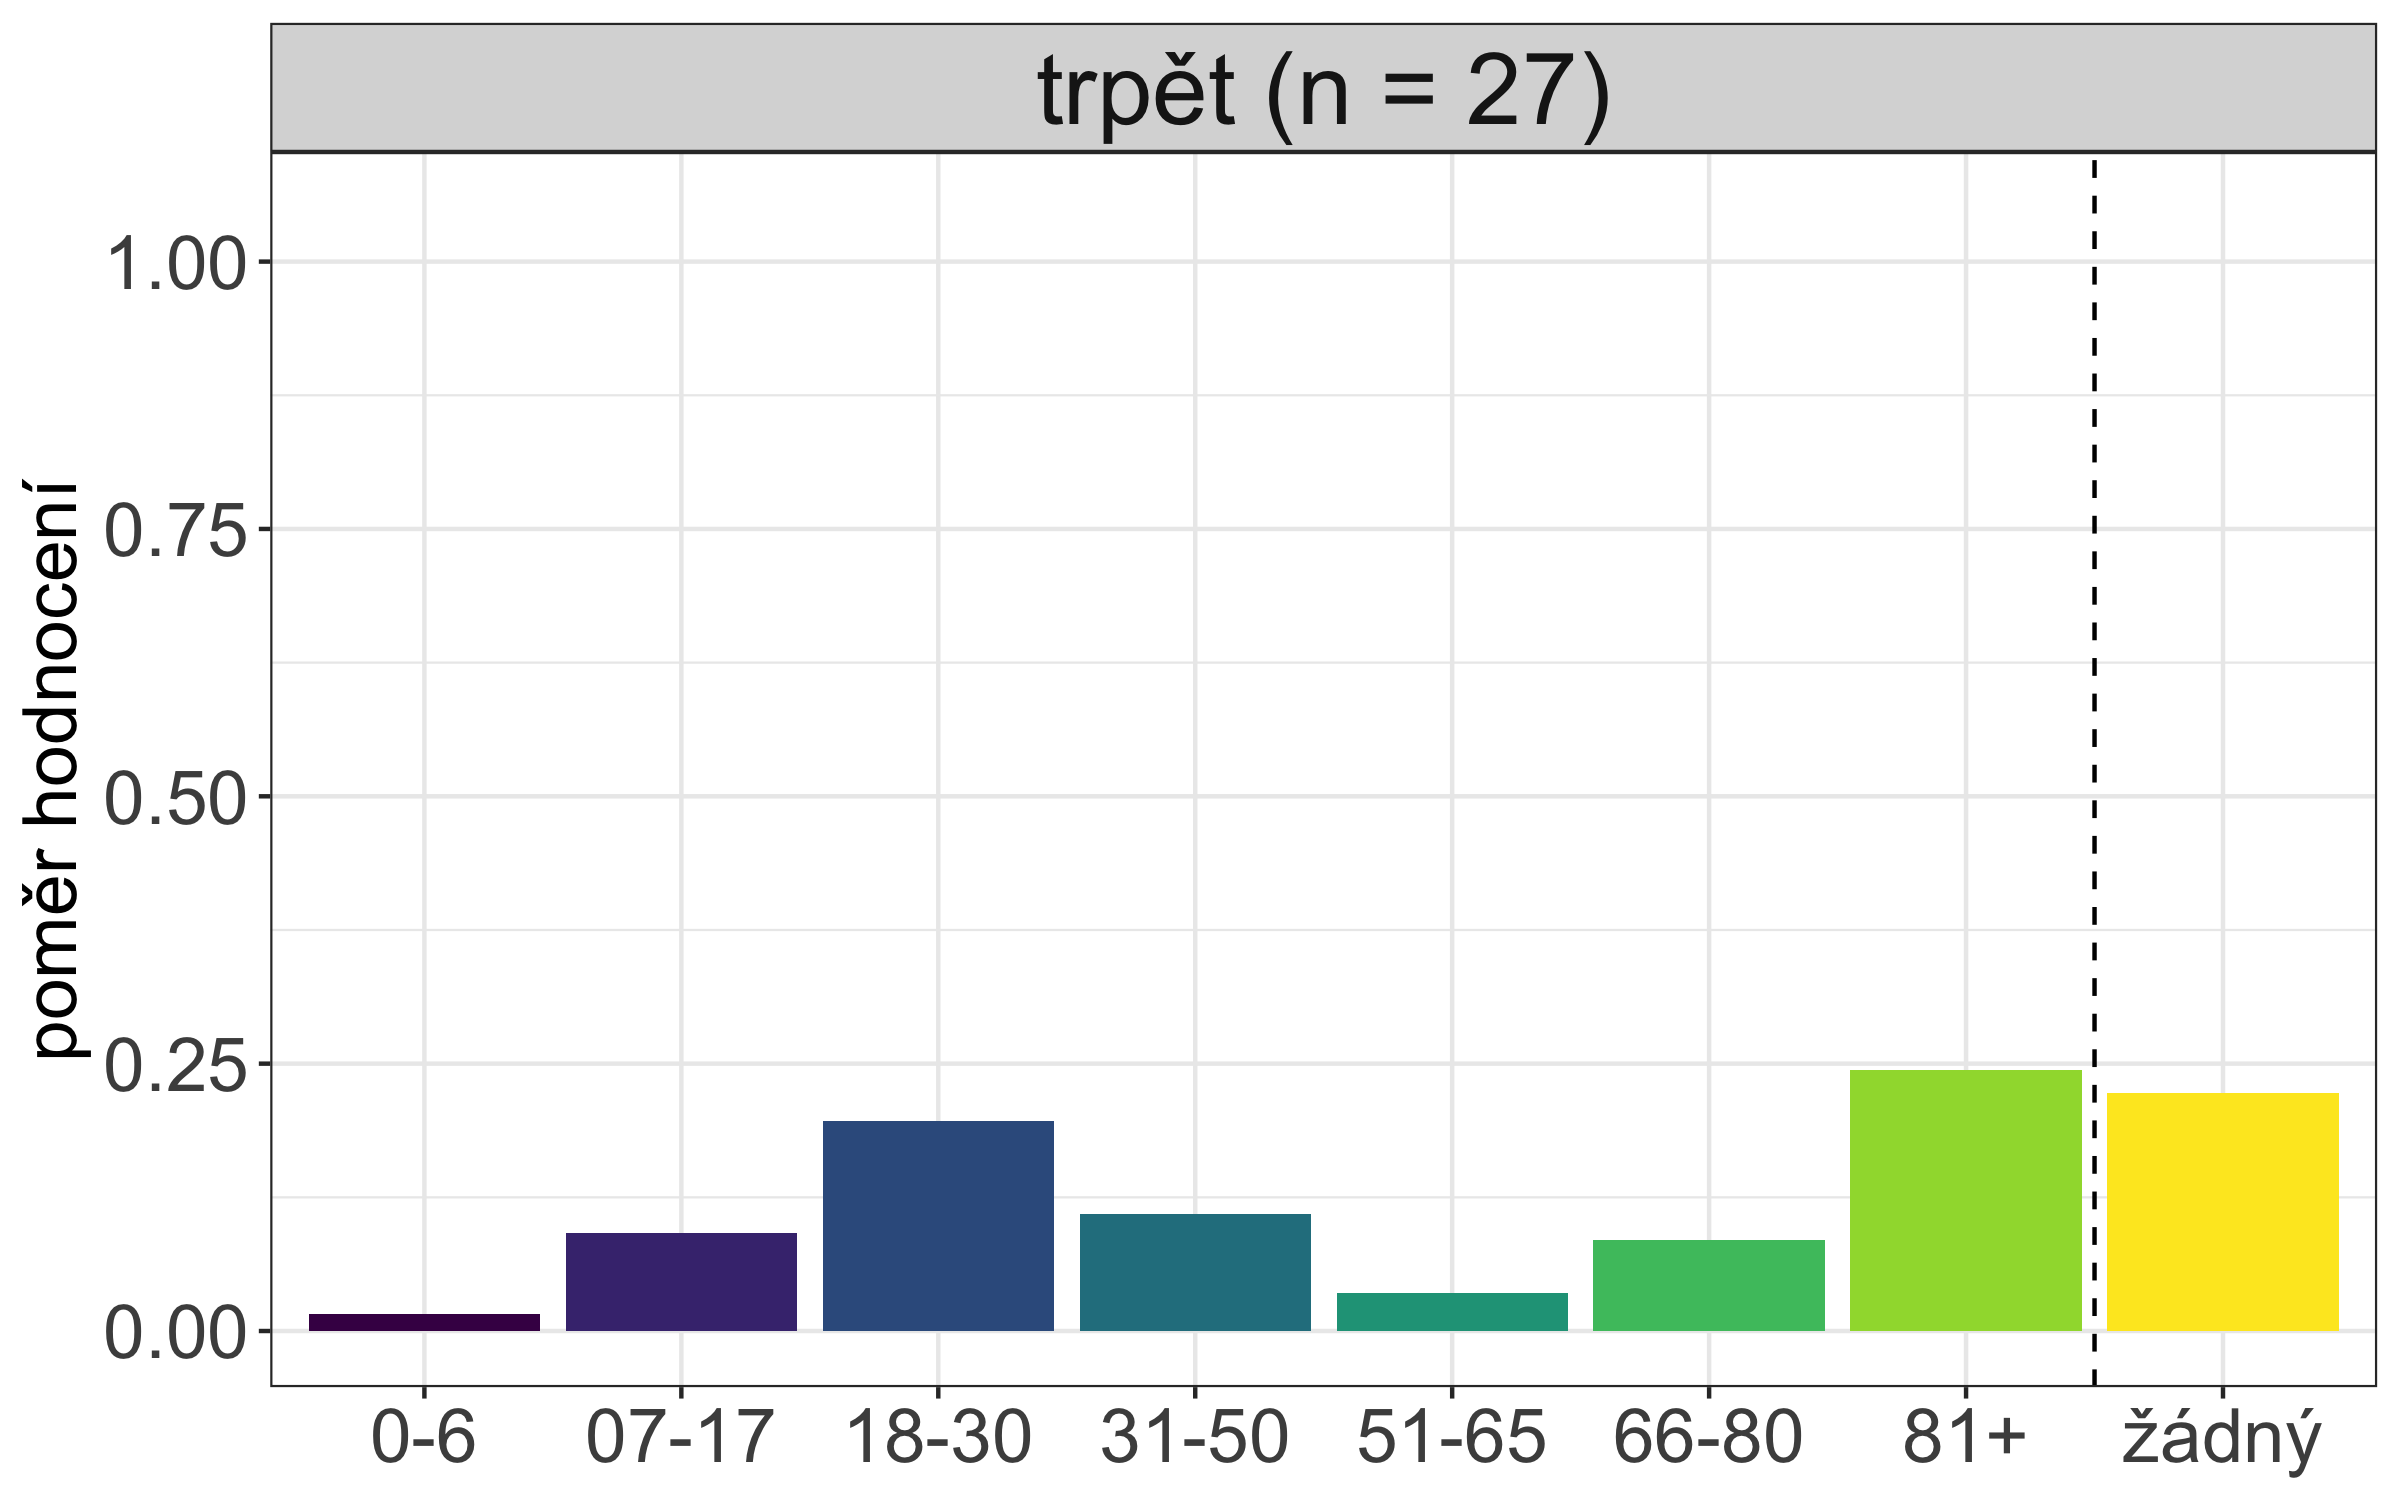 trpět (n = 27)
poměr hodnocení
1.00
0.75
0.50
0.25
0.00
0-6 07-17 18-30 31-50 51-65 66-80 81+ žádný